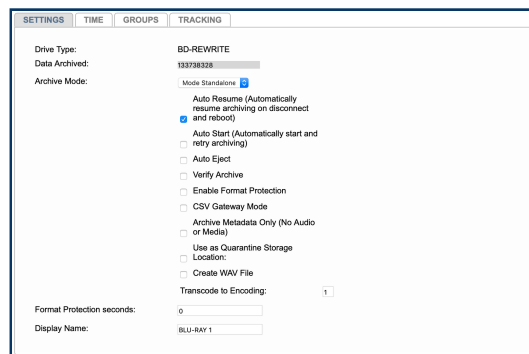 SETTINGS TIME GROUPS TRACKING
Drive Type: BD-REWRITE
Data Archived: 133738328
Archive Mode: Mode Standalone
Auto Resume (Automatically
resume archiving on disconnect
and reboot)
Auto Start (Automatically start and
retry archiving)
Auto Eject
Verify Archive
Enable Format Protection
CSV Gateway Mode
Archive Metadata Only (No Audio
or Media)
Use as Quarantine Storage
Location:
Create WAV File
Transcode to Encoding: 1
Format Protection seconds: 0
Display Name: BLU-RAY 1